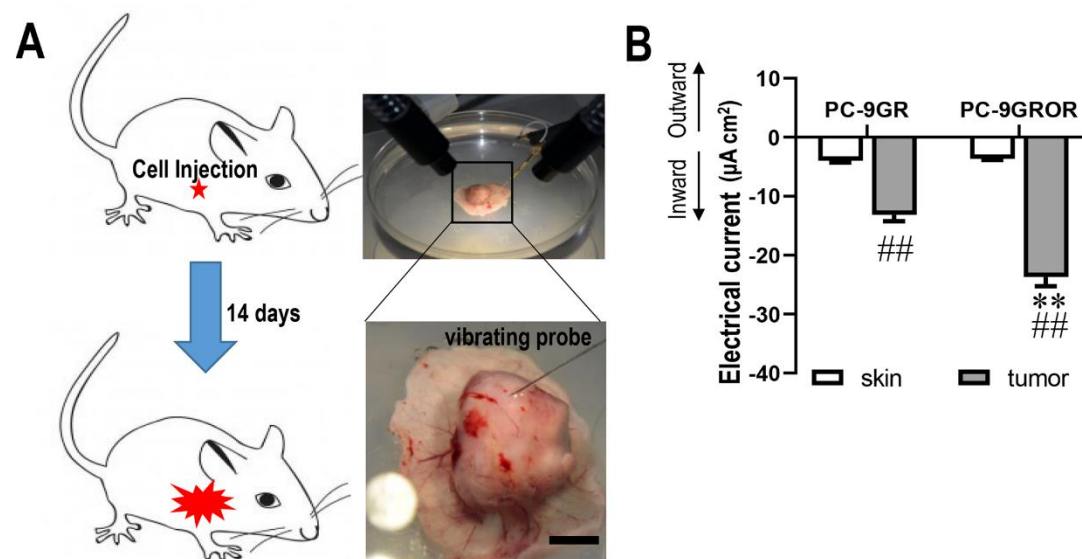 A
Cell Injection
14 days
vibrating probe
B
Outward
Inward
Electrical current (µA cm²)
10
0
-10
-20
-30
-40
PC-9GR
PC-9GROR
##
**
##
skin
tumor